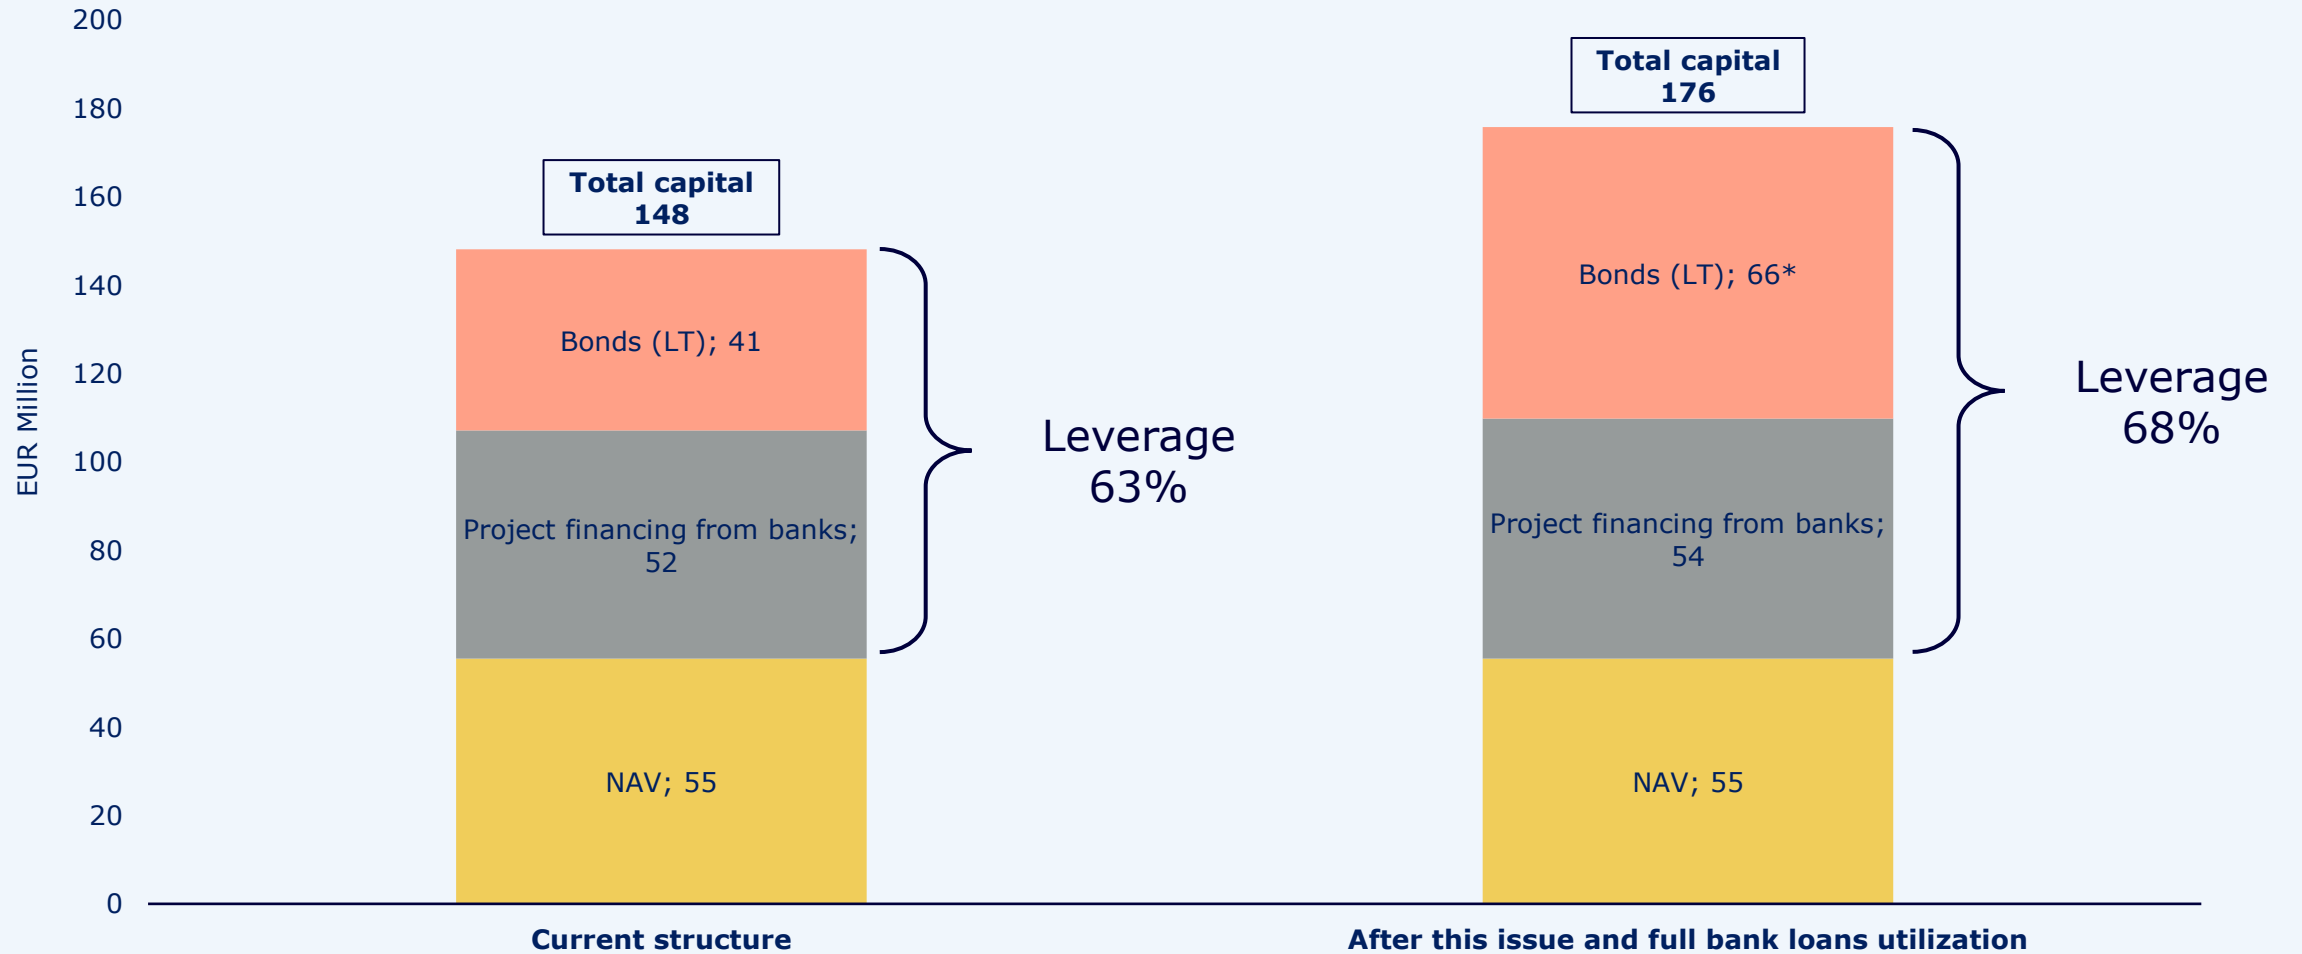 200
180
160
140
120
100
80
60
40
20
0
EUR Million
Total capital
148
Bonds (LT); 41
Project financing from banks;
52
NAV; 55
Leverage
63%
Total capital
176
Bonds (LT); 66*
Project financing from banks;
54
NAV; 55
Leverage
68%
Current structure
After this issue and full bank loans utilization